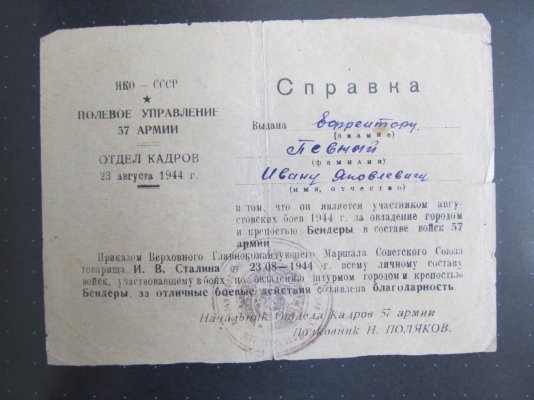 НКО — СССР
★
ПОЛЕВОЕ УПРАВЛЕНИЕ
57 АРМИИ
ОТДЕЛ КАДРОВ
23 августа 1944 г.
Справка
Выдана Ефрейтору
(звание)
Певный
(фамилия)
Ивану Яковлевичу
(имя, отчество)
в том, что он является участником авгу-
стовских боев 1944 г. за овладение городом
и крепостью Бендеры в составе войск 57
армии
Приказом Верховного Главнокомандующего Маршала Советского Союза
товарища И. В. Сталина 23-08—1944 г. всему личному составу
войск, участвовавшему в боях по овладению штурмом городом и крепостью
Бендеры, за отличные боевые действия объявлена благодарность.
Начальник Отдела Кадров 57 армии
Полковник Н. ПОЛЯКОВ.